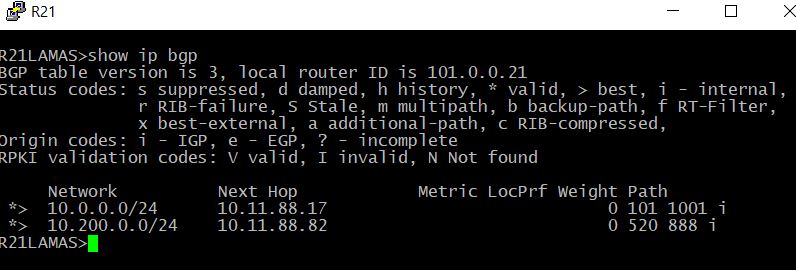 R21
R21LAMAS>show ip bgp
BGP table version is 3, local router ID is 101.0.0.21
Status codes: s suppressed, d damped, h history, * valid, > best, i - internal,
              r RIB-failure, S Stale, m multipath, b backup-path, f RT-Filter,
              x best-external, a additional-path, c RIB-compressed,
Origin codes: i - IGP, e - EGP, ? - incomplete
RPKI validation codes: V valid, I invalid, N Not found
     Network          Next Hop            Metric LocPrf Weight Path
 *>  10.0.0.0/24      10.11.88.17                            0 101 1001 i
 *>  10.200.0.0/24    10.11.88.82                            0 520 888 i
R21LAMAS>